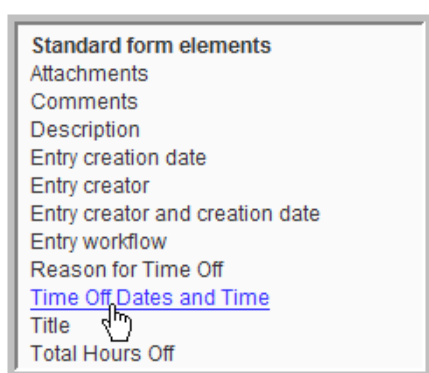 Standard form elements
Attachments
Comments
Description
Entry creation date
Entry creator
Entry creator and creation date
Entry workflow
Reason for Time Off
Time Off Dates and Time
Title
Total Hours Off